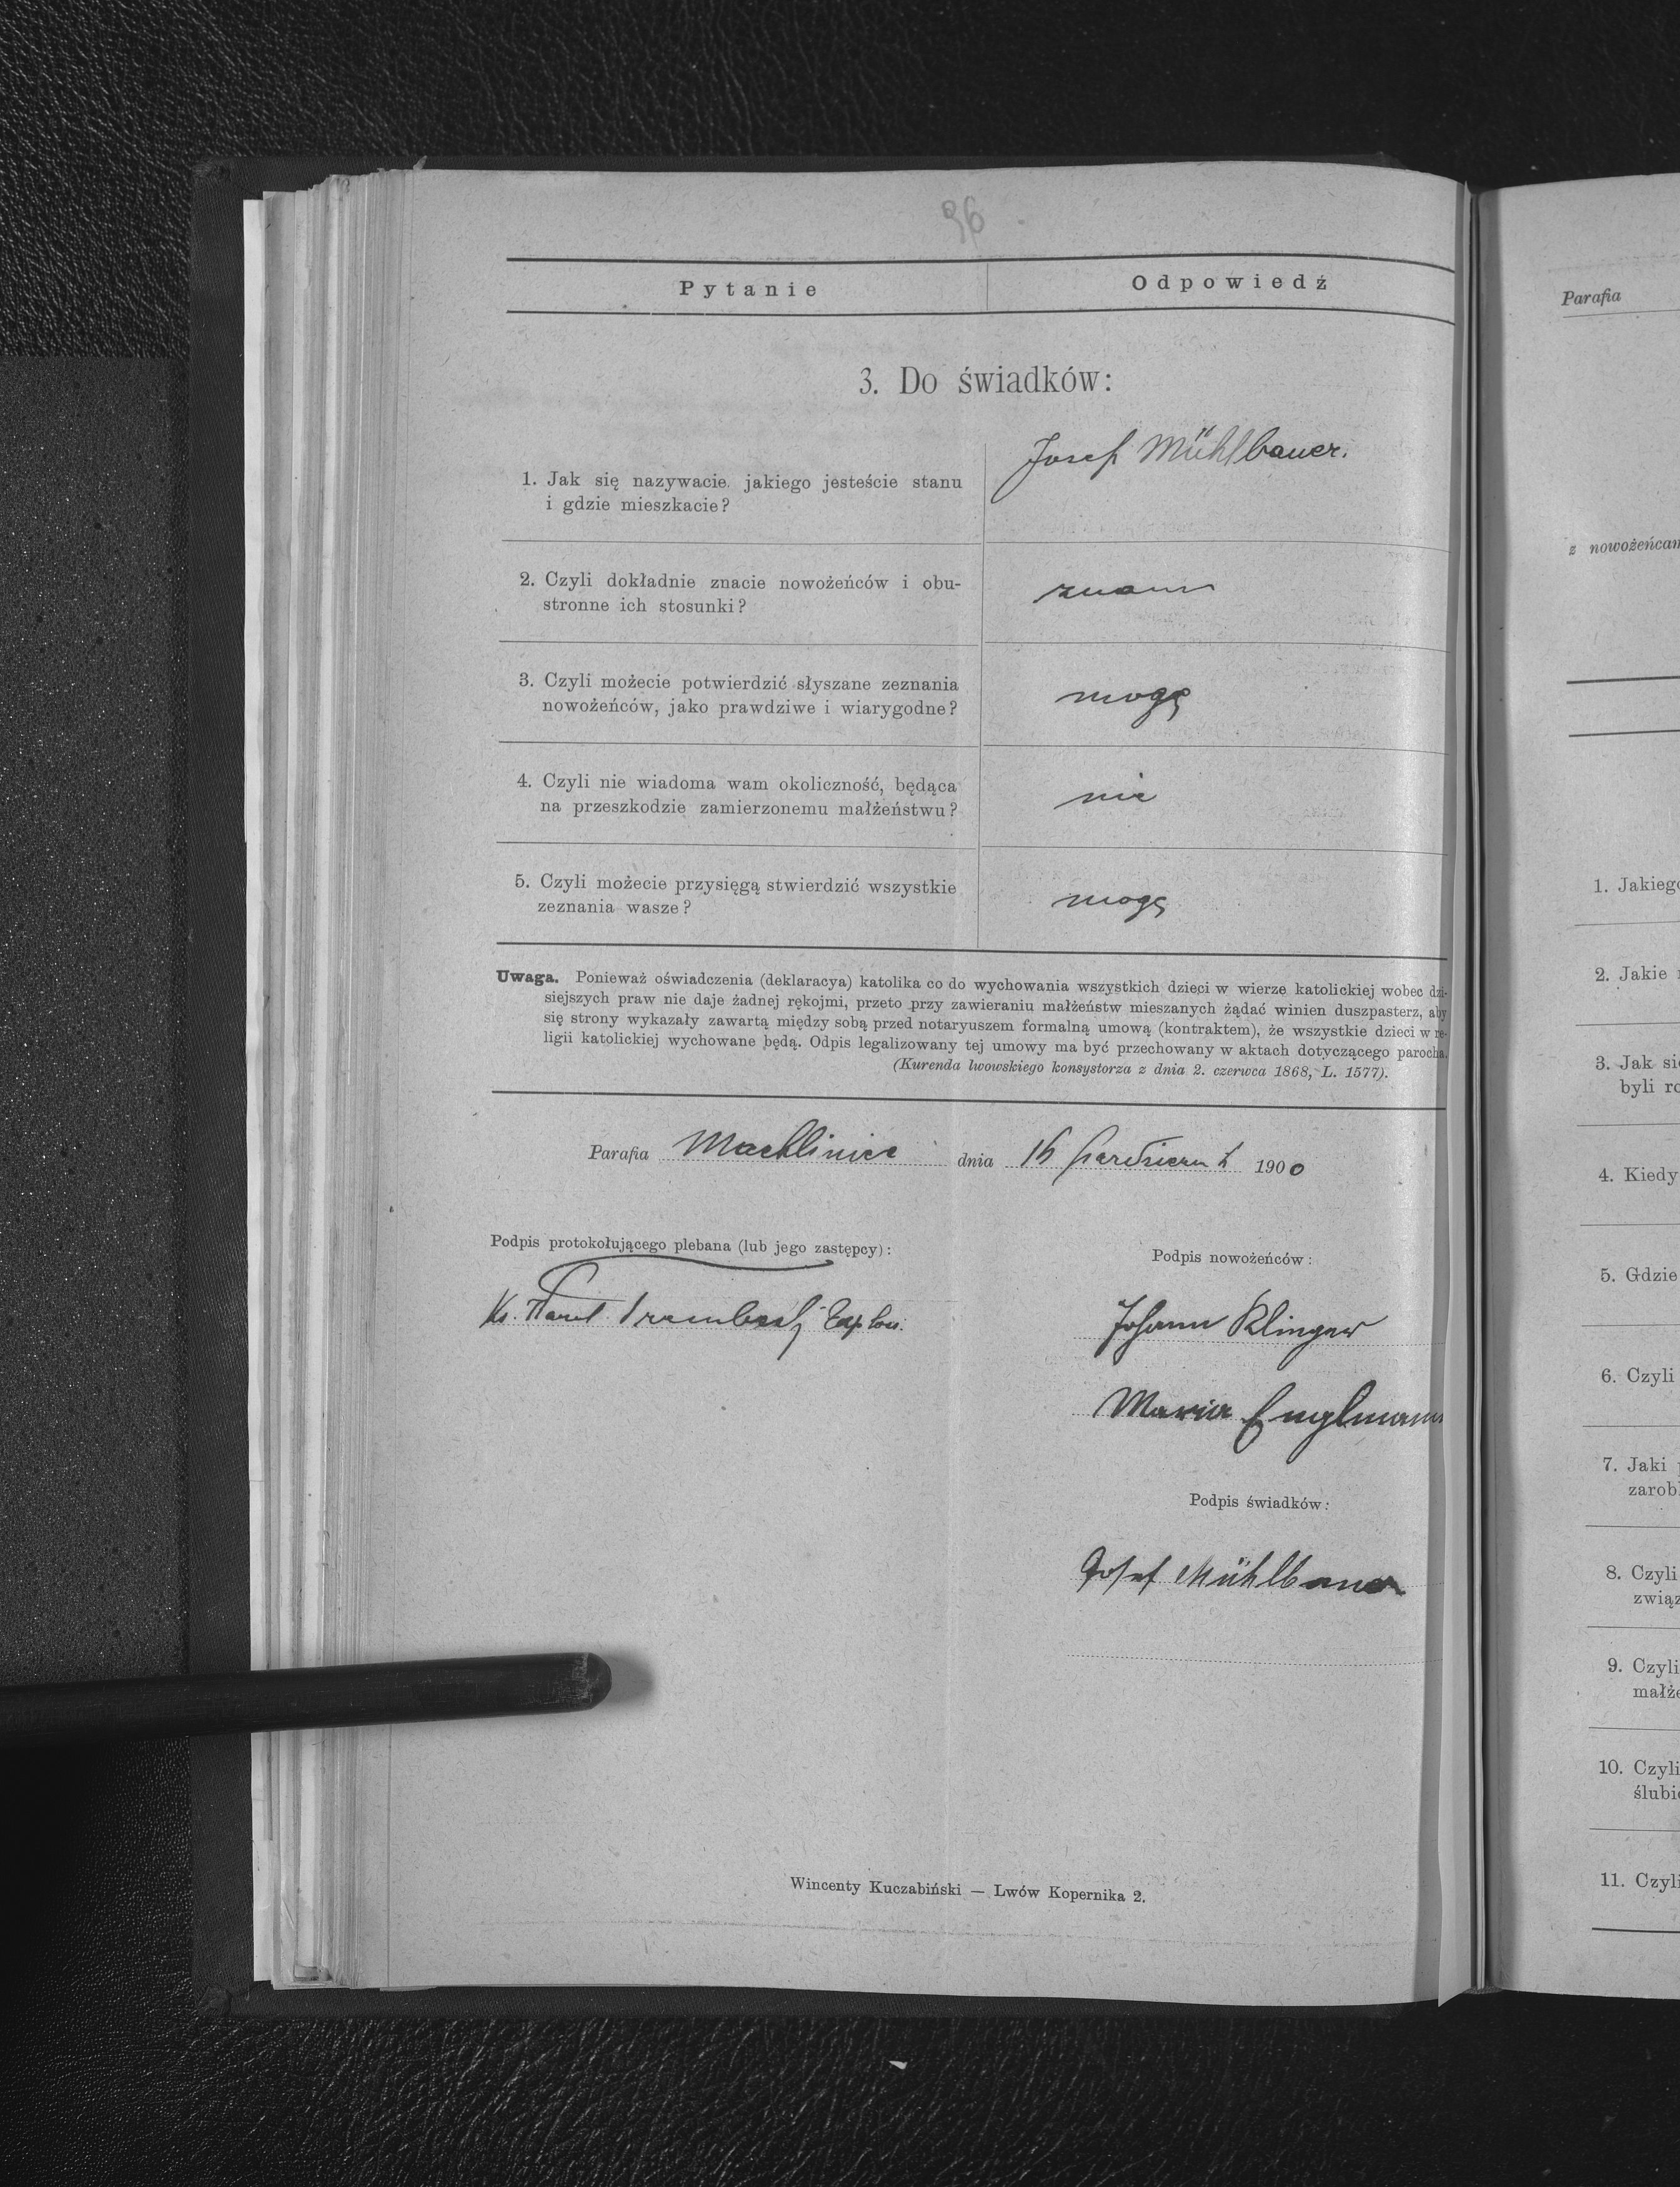 96
Pytanie
Odpowiedź
3. Do świadków:
1. Jak się nazywacie, jakiego jesteście stanu
i gdzie mieszkacie?
Josef Mühlbauer.
2. Czyli dokładnie znacie nowożeńców i obu-
stronne ich stosunki?
znam
3. Czyli możecie potwierdzić słyszane zeznania
nowożeńców, jako prawdziwe i wiarygodne?
mogę
4. Czyli nie wiadoma wam okoliczność, będąca
na przeszkodzie zamierzonemu małżeństwu?
nie
5. Czyli możecie przysięgą stwierdzić wszystkie
zeznania wasze?
mogę
Uwaga. Ponieważ oświadczenia (deklaracya) katolika co do wychowania wszystkich dzieci w wierze katolickiej wobec dzi-
siejszych praw nie daje żadnej rękojmi, przeto przy zawieraniu małżeństw mieszanych żądać winien duszpasterz, aby
się strony wykazały zawartą między sobą przed notaryuszem formalną umową (kontraktem), że wszystkie dzieci w re-
ligii katolickiej wychowane będą. Odpis legalizowany tej umowy ma być przechowany w aktach dotyczącego parocha.
(Kurenda lwowskiego konsystorza z dnia 2. czerwca 1868, L. 1577).
Parafia Machliniec dnia 16 1900
Podpis protokołującego plebana (lub jego zastępcy):
Ks. Karol
Podpis nowożeńców:
Johann Klinger
Maria Englmann
Podpis świadków:
Josef Mühlbauer
Wincenty Kuczabiński — Lwów Kopernika 2.
Parafia
z nowożeńcam
1. Jakiego
2. Jakie
3. Jak się
byli ro
4. Kiedy
5. Gdzie
6. Czyli
7. Jaki
zarob
8. Czyli
związ
9. Czyli
małże
10. Czyli
ślubi
11. Czyli